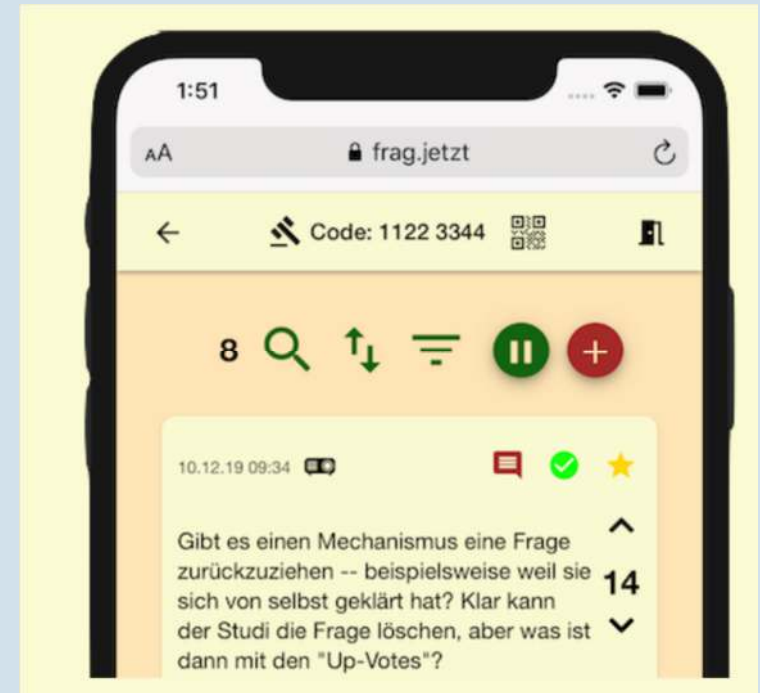 1:51
AA frag.jetzt
Code: 1122 3344
8
10.12.19 09:34
Gibt es einen Mechanismus eine Frage
zurückzuziehen -- beispielsweise weil sie
sich von selbst geklärt hat? Klar kann
der Studi die Frage löschen, aber was ist
dann mit den "Up-Votes"?
14